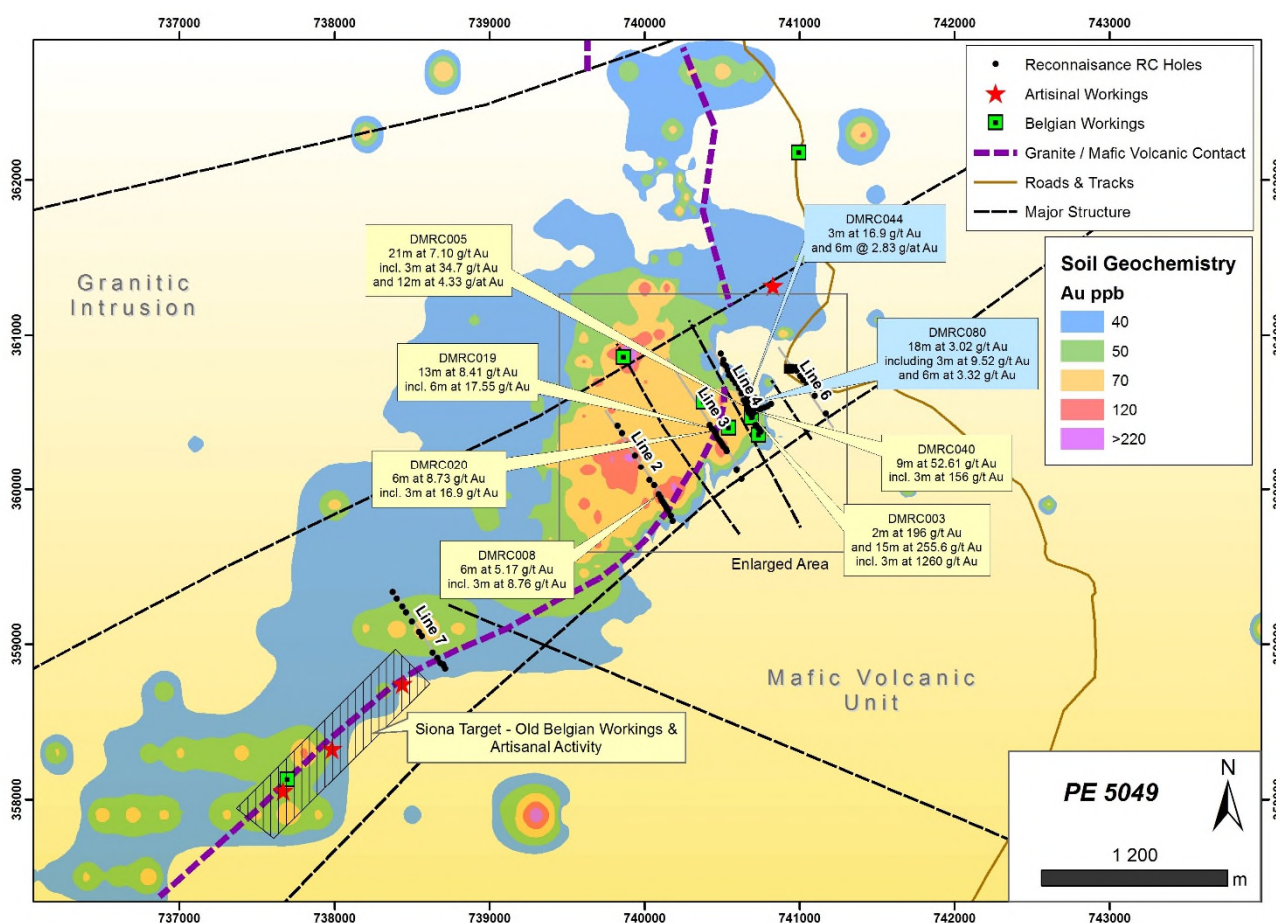 737000
738000
739000
740000
741000
742000
743000
Reconnaisance RC Holes
Artisinal Workings
Belgian Workings
Granite / Mafic Volcanic Contact
Roads & Tracks
Major Structure
Soil Geochemistry
Au ppb
40
50
70
120
>220
362000
361000
360000
359000
358000
Granitic
Intrusion
DMRC005
21m at 7.10 g/t Au
incl. 3m at 34.7 g/t Au
and 12m at 4.33 g/at Au
DMRC044
3m at 16.9 g/t Au
and 6m @ 2.83 g/at Au
DMRC080
18m at 3.02 g/t Au
including 3m at 9.52 g/t Au
and 6m at 3.32 g/t Au
DMRC019
13m at 8.41 g/t Au
incl. 6m at 17.55 g/t Au
Line 4
Line 6
Line 3
Line 2
DMRC020
6m at 8.73 g/t Au
incl. 3m at 16.9 g/t Au
DMRC040
9m at 52.61 g/t Au
incl. 3m at 156 g/t Au
DMRC003
2m at 196 g/t Au
and 15m at 255.6 g/t Au
incl. 3m at 1260 g/t Au
DMRC008
6m at 5.17 g/t Au
incl. 3m at 8.76 g/t Au
Enlarged Area
Line 7
Mafic Volcanic
Unit
Siona Target - Old Belgian Workings &
Artisanal Activity
PE 5049
N
1 200
m
737000
738000
739000
740000
741000
742000
743000